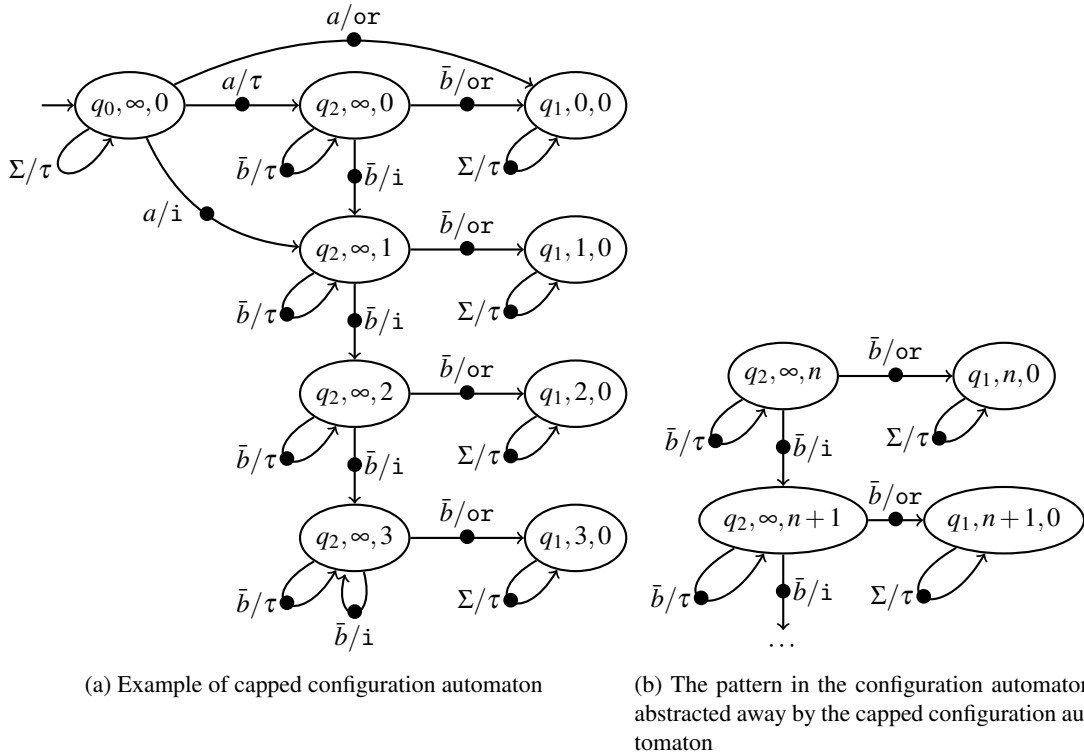 a/or
q₀, ∞, 0
a/τ
q₂, ∞, 0
b̄/or
q₁, 0, 0
Σ/τ
b̄/τ
b̄/i
Σ/τ
a/i
q₂, ∞, 1
b̄/or
q₁, 1, 0
b̄/τ
b̄/i
Σ/τ
q₂, ∞, 2
b̄/or
q₁, 2, 0
b̄/τ
b̄/i
Σ/τ
q₂, ∞, 3
b̄/or
q₁, 3, 0
b̄/τ
b̄/i
Σ/τ
(a) Example of capped configuration automaton
q₂, ∞, n
b̄/or
q₁, n, 0
b̄/τ
b̄/i
Σ/τ
q₂, ∞, n+1
b̄/or
q₁, n+1, 0
b̄/τ
b̄/i
Σ/τ
...
(b) The pattern in the configuration automaton
abstracted away by the capped configuration au-
tomaton